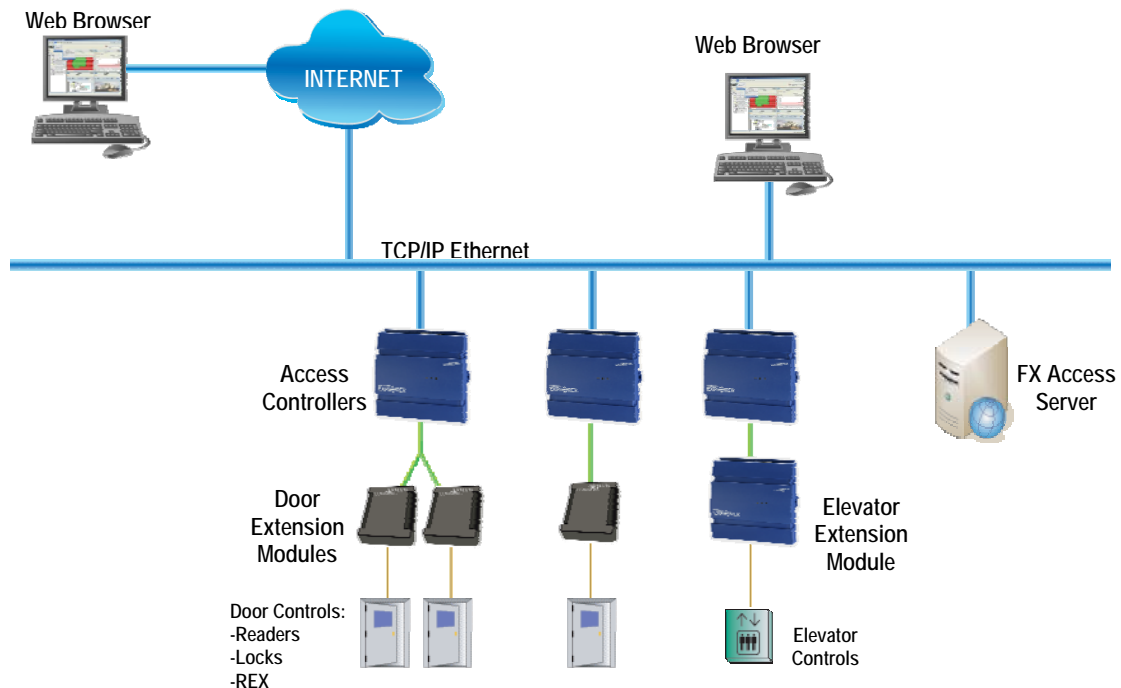 Web Browser
INTERNET
Web Browser
TCP/IP Ethernet
Access
Controllers
FX Access
Server
Door
Extension
Modules
Elevator
Extension
Module
Door Controls:
-Readers
-Locks
-REX
Elevator
Controls